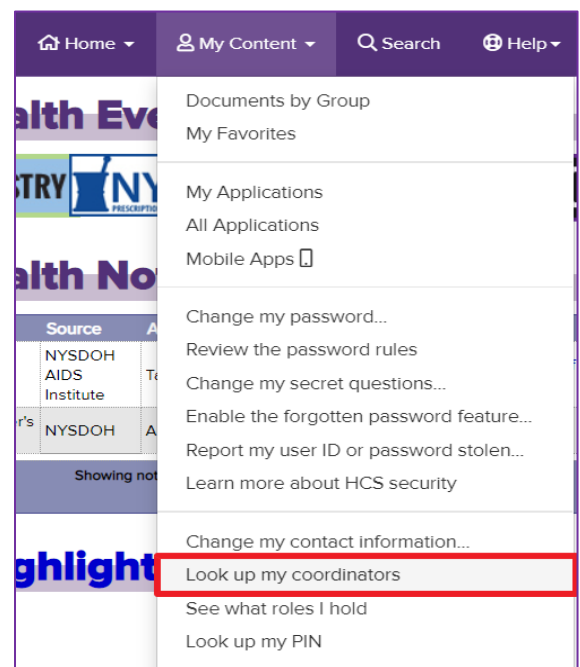 Home My Content Search Help
Documents by Group
My Favorites
My Applications
All Applications
Mobile Apps
Change my password...
Review the password rules
Change my secret questions...
Enable the forgotten password feature...
Report my user ID or password stolen...
Learn more about HCS security
Change my contact information...
Look up my coordinators
See what roles I hold
Look up my PIN
alth Eve
STRY NY
PRESCRIPTIO
alth No
Source A
NYSDOH
AIDS
Institute
Ta
r's NYSDOH A
Showing not
ghlight